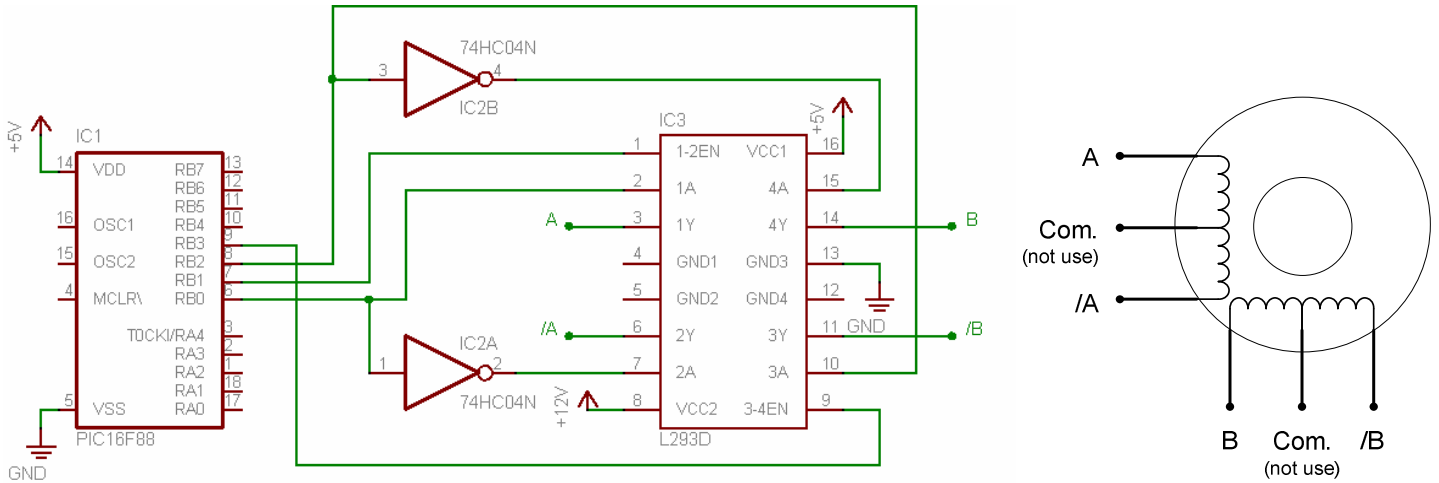 +5V
IC1
14 VDD
16 OSC1
15 OSC2
4 MCLR\
5 VSS
GND
RB7 13
RB6 12
RB5 11
RB4 10
RB3 9
RB2 8
RB1 7
RB0 6
T0CKI/RA4 3
RA3 2
RA2 1
RA1 18
RA0 17
PIC16F88
74HC04N
3 4
IC2B
IC2A
1 2
74HC04N
A
/A
+12V
IC3
1 1-2EN
2 1A
3 1Y
4 GND1
5 GND2
6 2Y
7 2A
8 VCC2
+5V
VCC1 16
4A 15
4Y 14
GND3 13
GND4 12
3Y 11
3A 10
3-4EN 9
L293D
GND
B
/B
A
Com.
(not use)
/A
B Com. /B
(not use)